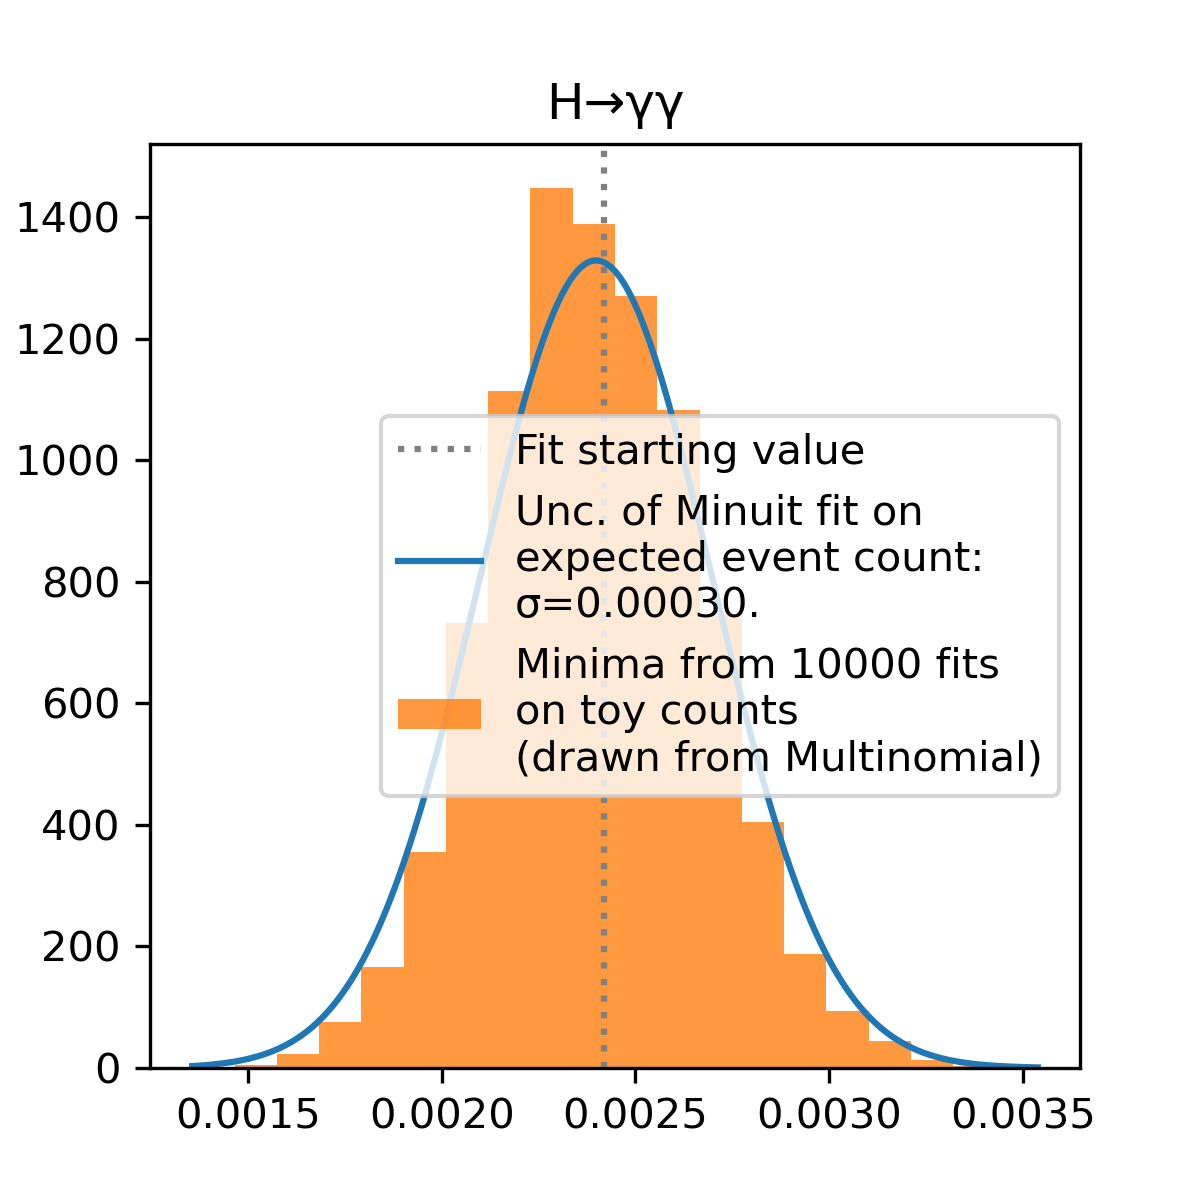 H→γγ
1400
1200
1000
800
600
400
200
0
Fit starting value
Unc. of Minuit fit on
expected event count:
σ=0.00030.
Minima from 10000 fits
on toy counts
(drawn from Multinomial)
0.0015 0.0020 0.0025 0.0030 0.0035